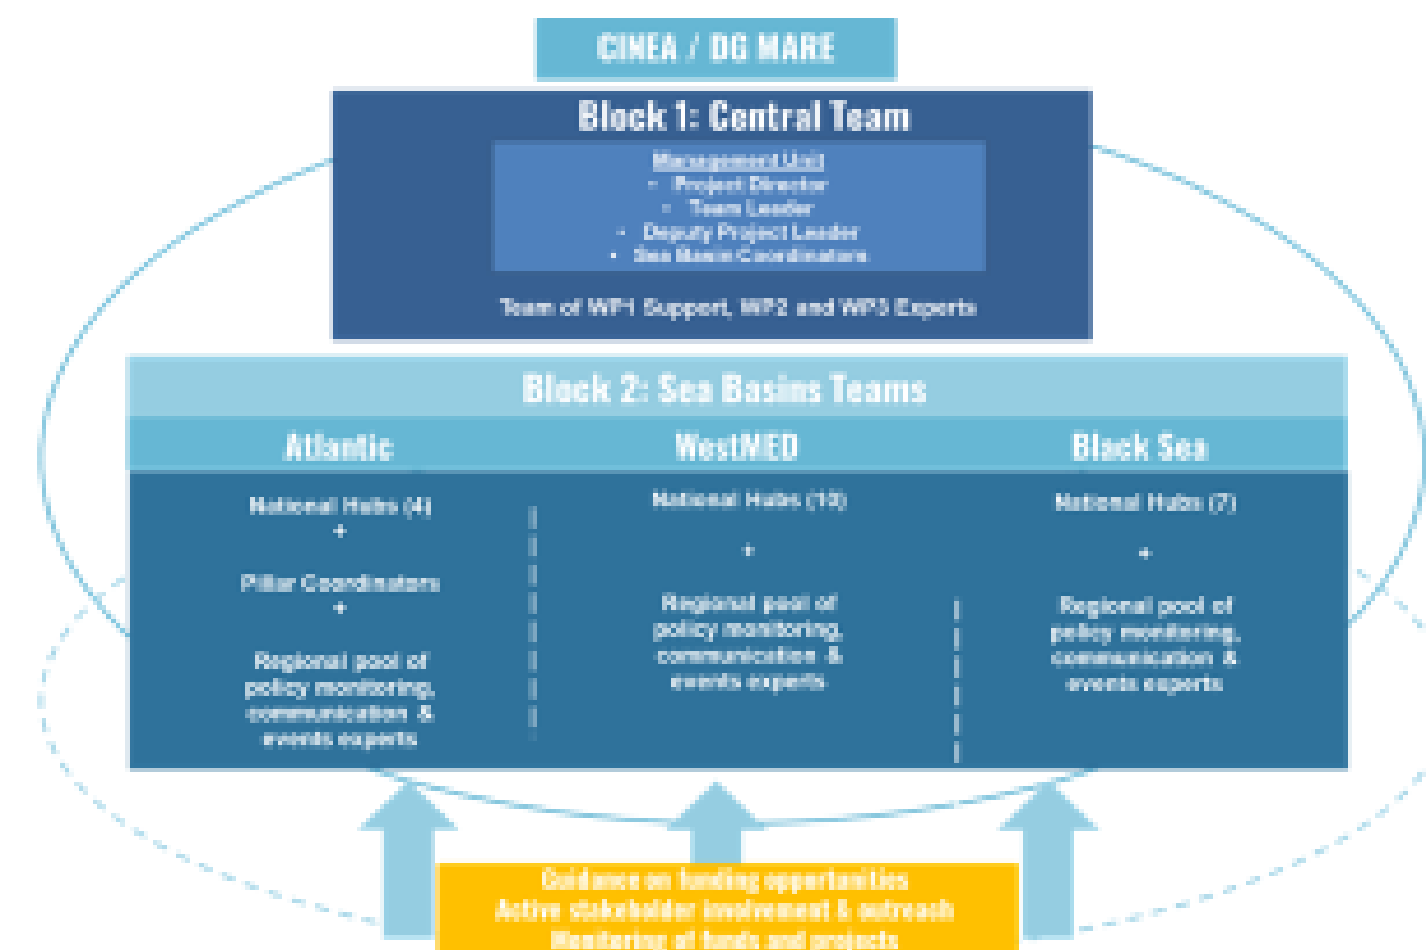 CINEA / DG MARE
Block 1: Central Team
Management Unit
• Project Director
• Team Leader
• Deputy Project Leader
• Sea Basin Coordinators
Team of WP1 Support, WP2 and WP3 Experts
Block 2: Sea Basins Teams
Atlantic
National Hubs (4)
+
Pillar Coordinators
+
Regional pool of
policy monitoring,
communication &
events experts
WestMED
National Hubs (10)
+
Regional pool of
policy monitoring,
communication &
events experts
Black Sea
National Hubs (7)
+
Regional pool of
policy monitoring,
communication &
events experts
Guidance on funding opportunities
Active stakeholder involvement & outreach
Monitoring of funds and projects